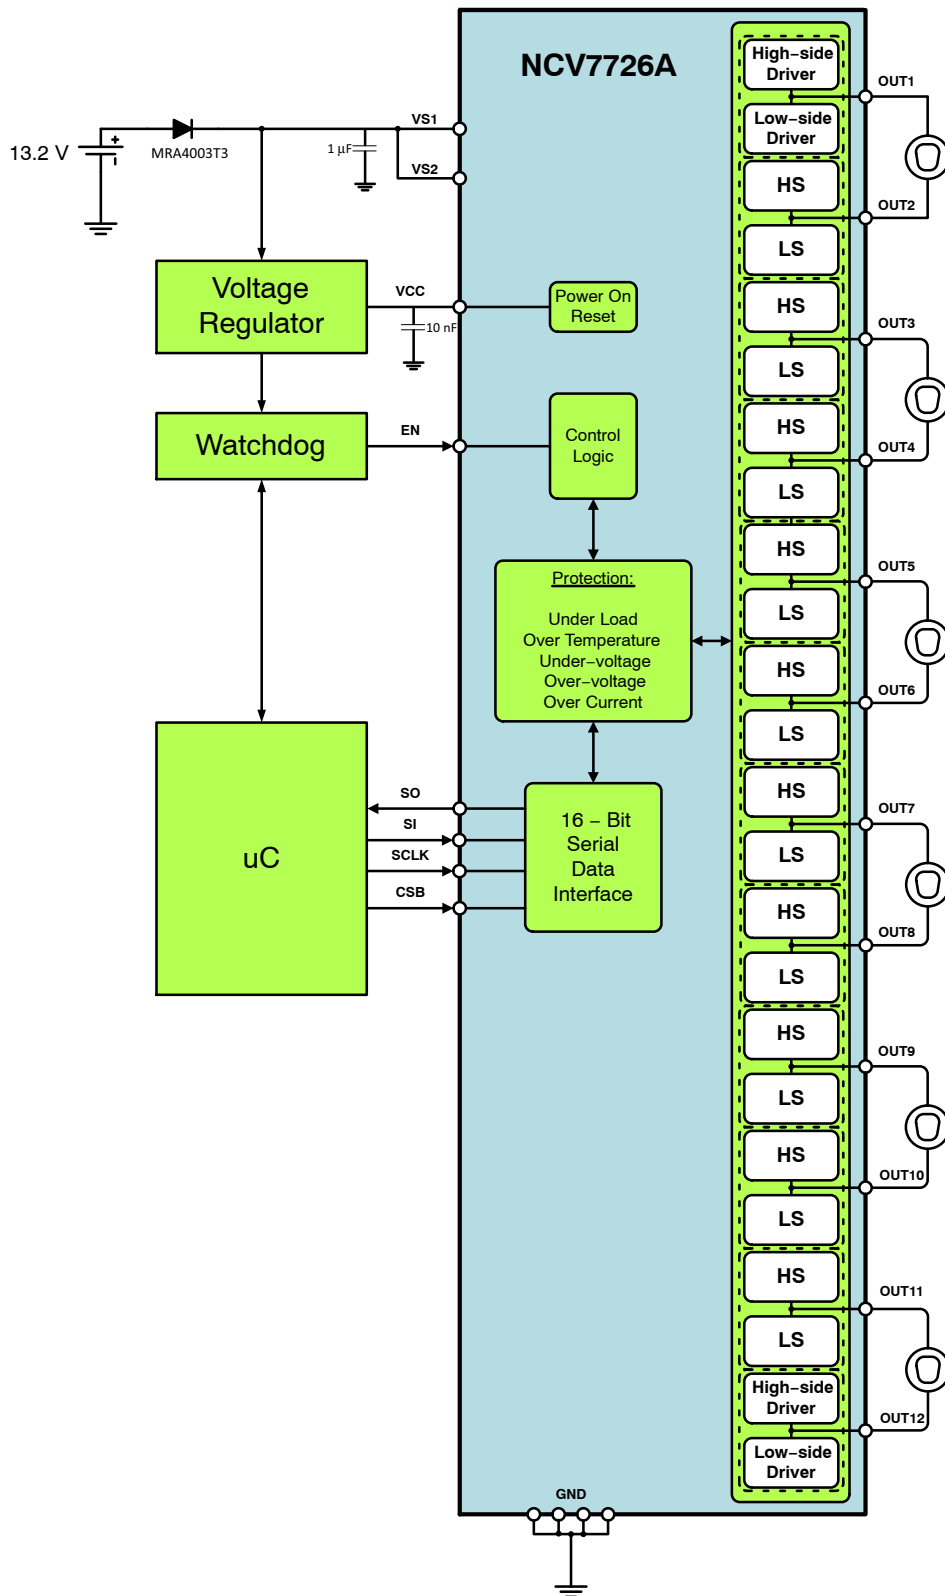 NCV7726A
13.2 V
MRA4003T3
1 µF
VS1
VS2
Voltage
Regulator
VCC
10 nF
Power On
Reset
Watchdog
EN
Control
Logic
Protection:
Under Load
Over Temperature
Under−voltage
Over−voltage
Over Current
uC
SO
SI
SCLK
CSB
16 − Bit
Serial
Data
Interface
GND
High−side
Driver
OUT1
Low−side
Driver
HS
OUT2
LS
HS
OUT3
LS
HS
OUT4
LS
HS
OUT5
LS
HS
OUT6
LS
HS
OUT7
LS
HS
OUT8
LS
HS
OUT9
LS
HS
OUT10
LS
HS
OUT11
LS
High−side
Driver
OUT12
Low−side
Driver